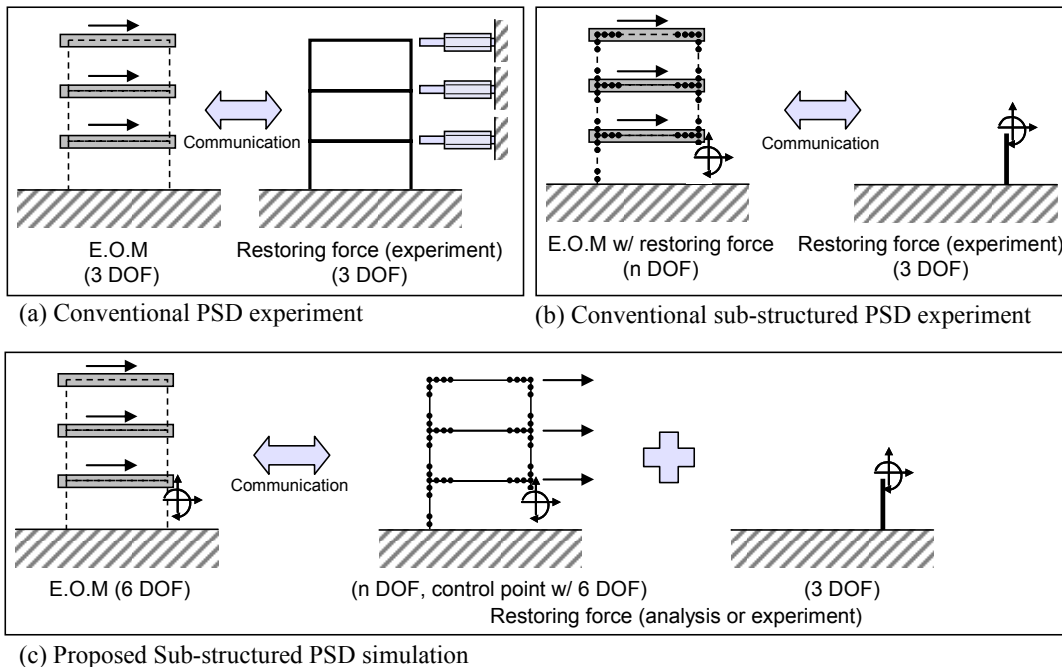 Communication
E.O.M
(3 DOF)
Restoring force (experiment)
(3 DOF)
(a) Conventional PSD experiment
Communication
E.O.M w/ restoring force
(n DOF)
Restoring force (experiment)
(3 DOF)
(b) Conventional sub-structured PSD experiment
Communication
E.O.M (6 DOF)
(n DOF, control point w/ 6 DOF)
(3 DOF)
Restoring force (analysis or experiment)
(c) Proposed Sub-structured PSD simulation